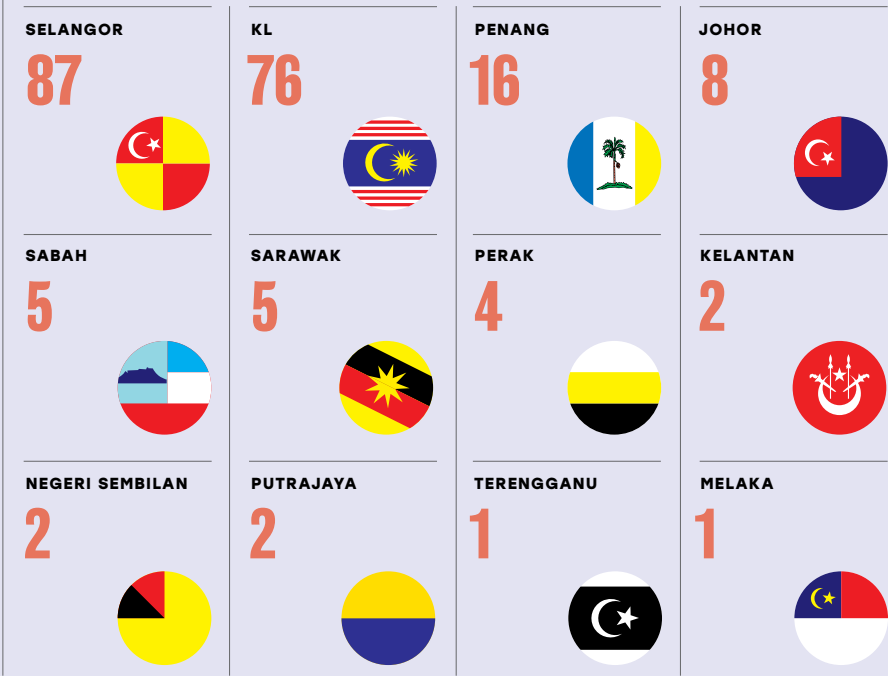 SELANGOR
87
KL
76
PENANG
16
JOHOR
8
SABAH
5
SARAWAK
5
PERAK
4
KELANTAN
2
NEGERI SEMBILAN
2
PUTRAJAYA
2
TERENGGANU
1
MELAKA
1